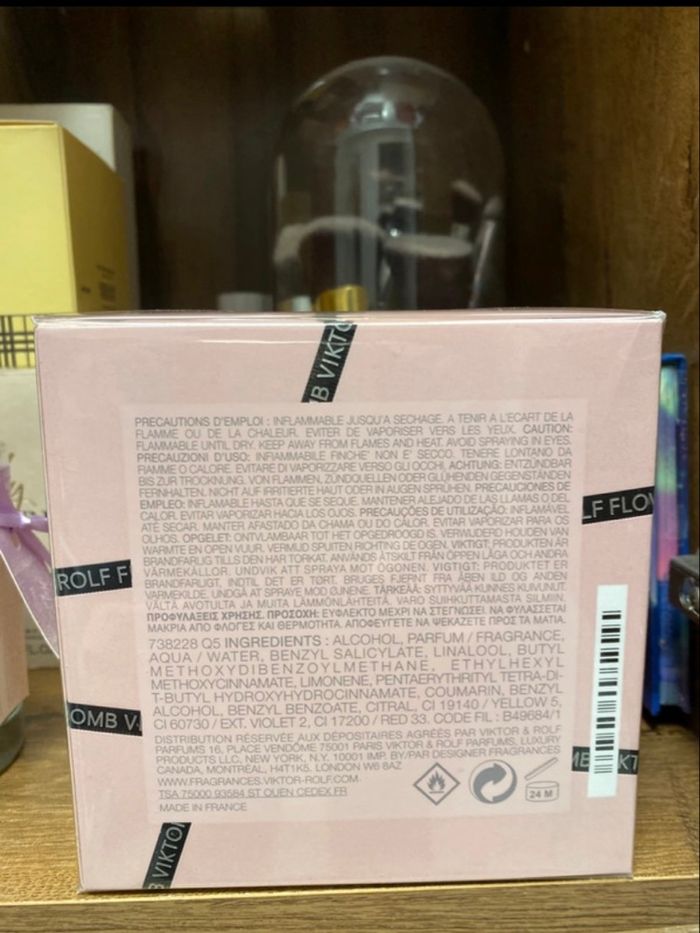 B VIKTO
PRECAUTIONS D'EMPLOI : INFLAMMABLE JUSQU'A SECHAGE. A TENIR A L'ECART DE LA
FLAMME OU DE LA CHALEUR. EVITER DE VAPORISER VERS LES YEUX. CAUTION:
FLAMMABLE UNTIL DRY. KEEP AWAY FROM FLAMES AND HEAT. AVOID SPRAYING IN EYES.
PRECAUZIONI D'USO: INFIAMMABILE FINCHE' NON E' SECCO. TENERE LONTANO DA
FIAMME O CALORE. EVITARE DI VAPORIZZARE VERSO GLI OCCHI. ACHTUNG: ENTZÜNDBAR
BIS ZUR TROCKNUNG. VON FLAMMEN, ZUNDQUELLEN ODER GLÜHENDEN GEGENSTÄNDEN
FERNHALTEN. NICHT AUF IRRITIERTE HAUT ODER IN AUGEN SPRÜHEN. PRECAUCIONES DE
EMPLEO: INFLAMABLE HASTA QUE SE SEQUE. MANTENER ALEJADO DE LAS LLAMAS O DEL
CALOR. EVITAR VAPORIZAR HACIA LOS OJOS. PRECAUÇÕES DE UTILIZAÇÃO: INFLAMÁVEL
ATÉ SECAR. MANTER AFASTADO DA CHAMA OU DO CALOR. EVITAR VAPORIZAR PARA OS
OLHOS. OPGELET: ONTVLAMBAAR TOT HET OPGEDROOGD IS. VERWIJDERD HOUDEN VAN
WARMTE EN OPEN VUUR. VERMIJD SPUITEN RICHTING DE OGEN. VIKTIGT: PRODUKTEN ÄR
BRANDFARLIG TILLS DEN HAR TORKAT. ANVÄNDS ÅTSKILT FRÅN ÖPPEN LÅGA OCH ANDRA
VÄRMEKÄLLOR. UNDVIK ATT SPRAYA MOT ÖGONEN. VIGTIGT: PRODUKTET ER
BRANDFARLIGT, INDTIL DET ER TØRT. BRUGES FJERNT FRA ÅBEN ILD OG ANDEN
VARMEKILDE. UNDGÅ AT SPRAYE MOD ØJNENE. TÄRKEÄÄ: SYTTYVÄÄ KUNNES KUIVUNUT.
VÄLTÄ AVOTULTA JA MUITA LÄMMÖNLÄHTEITÄ. VARO SUIHKUTTAMASTA SILMIIN.
ΠΡΟΦΥΛΑΞΕΙΣ ΧΡΗΣΗΣ. ΠΡΟΣΟΧΗ: ΕΥΦΛΕΚΤΟ ΜΕΧΡΙ ΝΑ ΣΤΕΓΝΩΣΕΙ. ΝΑ ΦΥΛΑΣΣΕΤΑΙ
ΜΑΚΡΙΑ ΑΠΟ ΦΛΟΓΕΣ ΚΑΙ ΘΕΡΜΟΤΗΤΑ. ΑΠΟΦΕΥΓΕΤΕ ΝΑ ΨΕΚΑΖΕΤΕ ΠΡΟΣ ΤΑ ΜΑΤΙΑ.
738228 Q5 INGREDIENTS : ALCOHOL, PARFUM / FRAGRANCE,
AQUA / WATER, BENZYL SALICYLATE, LINALOOL, BUTYL
METHOXYDIBENZOYLMETHANE, ETHYLHEXYL
METHOXYCINNAMATE, LIMONENE, PENTAERYTHRITYL TETRA-DI-
T-BUTYL HYDROXYHYDROCINNAMATE, COUMARIN, BENZYL
ALCOHOL, BENZYL BENZOATE, CITRAL, CI 19140 / YELLOW 5,
CI 60730 / EXT. VIOLET 2, CI 17200 / RED 33. CODE FIL : B49684/1
DISTRIBUTION RÉSERVÉE AUX DÉPOSITAIRES AGRÉÉS PAR VIKTOR & ROLF
PARFUMS 16, PLACE VENDÔME 75001 PARIS VIKTOR & ROLF PARFUMS, LUXURY
PRODUCTS LLC, NEW YORK, N.Y. 10001 IMP. BY/PAR DESIGNER FRAGRANCES
CANADA, MONTRÉAL, H4T1K5. LONDON W6 8AZ
WWW.FRAGRANCES.VIKTOR-ROLF.COM
TSA 75000 93584 ST OUEN CEDEX FR
MADE IN FRANCE
24 M
LF FLOW
ROLF F
OMB V
MB
KT
B VIKTOR